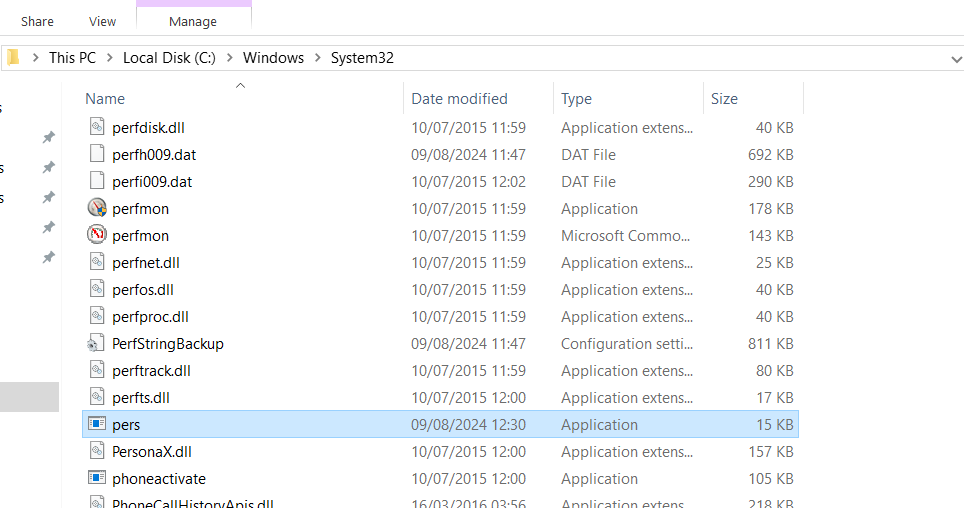 Share View Manage
This PC > Local Disk (C:) > Windows > System32
Name Date modified Type Size
perfdisk.dll 10/07/2015 11:59 Application extens... 40 KB
perfh009.dat 09/08/2024 11:47 DAT File 692 KB
perfi009.dat 10/07/2015 12:02 DAT File 290 KB
perfmon 10/07/2015 11:59 Application 178 KB
perfmon 10/07/2015 11:59 Microsoft Commo... 143 KB
perfnet.dll 10/07/2015 11:59 Application extens... 25 KB
perfos.dll 10/07/2015 11:59 Application extens... 40 KB
perfproc.dll 10/07/2015 11:59 Application extens... 40 KB
PerfStringBackup 09/08/2024 11:47 Configuration setti... 811 KB
perftrack.dll 10/07/2015 11:59 Application extens... 80 KB
perfts.dll 10/07/2015 12:00 Application extens... 17 KB
pers 09/08/2024 12:30 Application 15 KB
PersonaX.dll 10/07/2015 12:00 Application extens... 157 KB
phoneactivate 10/07/2015 12:00 Application 105 KB
PhoneCallHistoryApis.dll 16/03/2016 03:56 Application extens... 218 KB